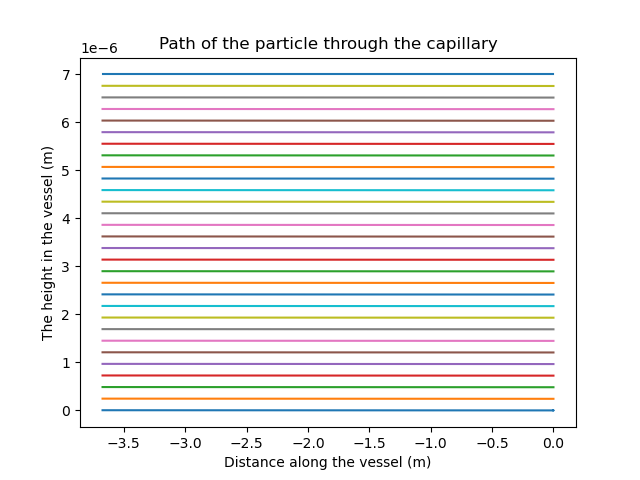 Path of the particle through the capillary
1e−6
7
6
5
4
3
2
1
0
The height in the vessel (m)
−3.5 −3.0 −2.5 −2.0 −1.5 −1.0 −0.5 0.0
Distance along the vessel (m)